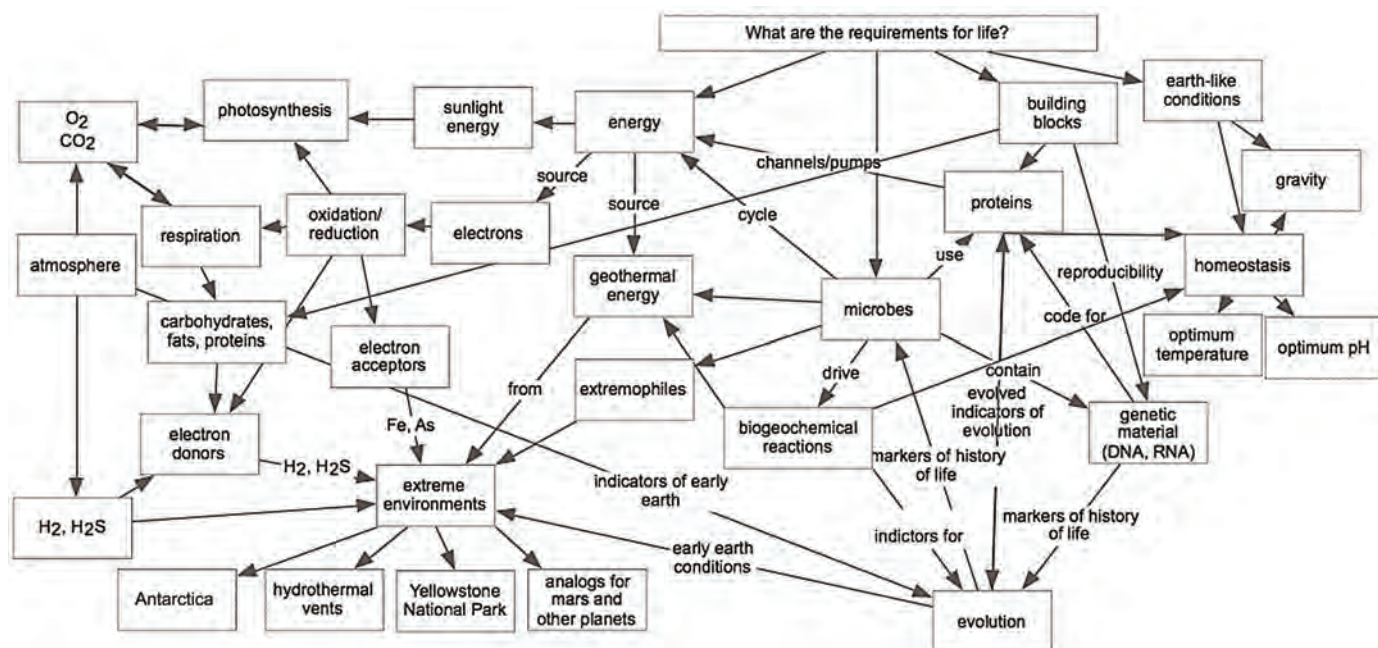 What are the requirements for life?
O2
CO2
photosynthesis
sunlight
energy
energy
building
blocks
earth-like
conditions
channels/pumps
source
source
gravity
respiration
oxidation/
reduction
electrons
cycle
proteins
use
atmosphere
geothermal
energy
microbes
reproducibility
homeostasis
carbohydrates,
fats, proteins
electron
acceptors
code for
optimum
temperature
optimum pH
from
extremophiles
drive
contain
evolved
indicators of
evolution
electron
donors
Fe, As
biogeochemical
reactions
genetic
material
(DNA, RNA)
H2, H2S
markers of history
of life
H2, H2S
extreme
environments
indicators of early
earth
indictors for
markers of history
of life
early earth
conditions
Antarctica
hydrothermal
vents
Yellowstone
National Park
analogs for
mars and
other planets
evolution